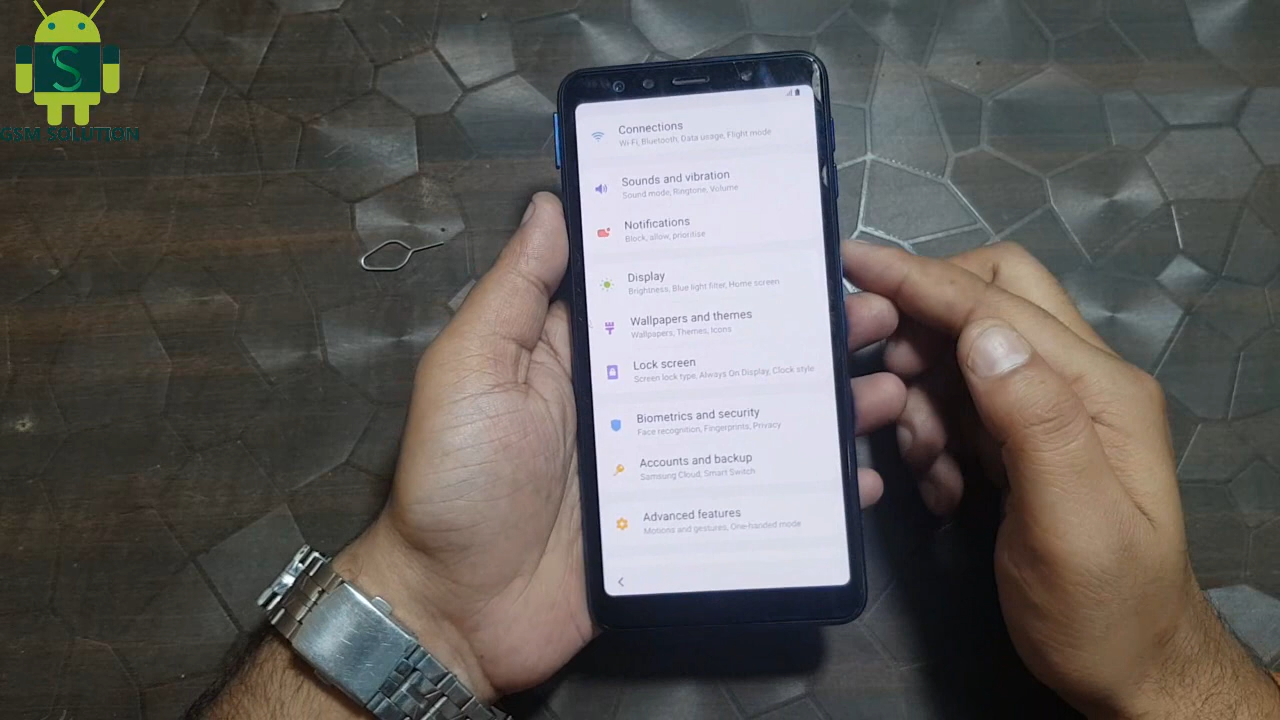 S
GSM SOLUTION
Connections
Wi-Fi, Bluetooth, Data usage, Flight mode
Sounds and vibration
Sound mode, Ringtone, Volume
Notifications
Block, allow, prioritise
Display
Brightness, Blue light filter, Home screen
Wallpapers and themes
Wallpapers, Themes, Icons
Lock screen
Screen lock type, Always On Display, Clock style
Biometrics and security
Face recognition, Fingerprints, Privacy
Accounts and backup
Samsung Cloud, Smart Switch
Advanced features
Motions and gestures, One-handed mode